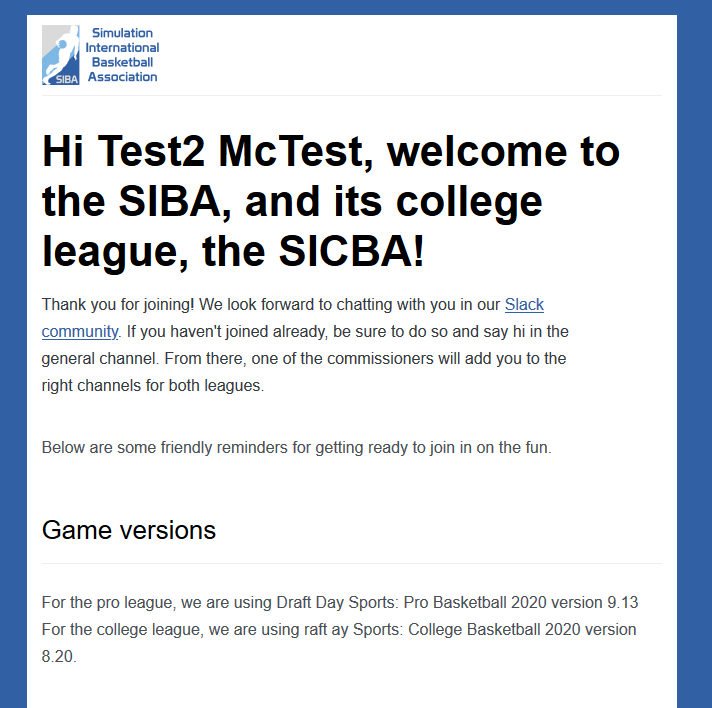 Simulation
International
Basketball
Association
SIBA
Hi Test2 McTest, welcome to
the SIBA, and its college
league, the SICBA!
Thank you for joining! We look forward to chatting with you in our Slack
community. If you haven't joined already, be sure to do so and say hi in the
general channel. From there, one of the commissioners will add you to the
right channels for both leagues.
Below are some friendly reminders for getting ready to join in on the fun.
Game versions
For the pro league, we are using Draft Day Sports: Pro Basketball 2020 version 9.13
For the college league, we are using raft ay Sports: College Basketball 2020 version
8.20.